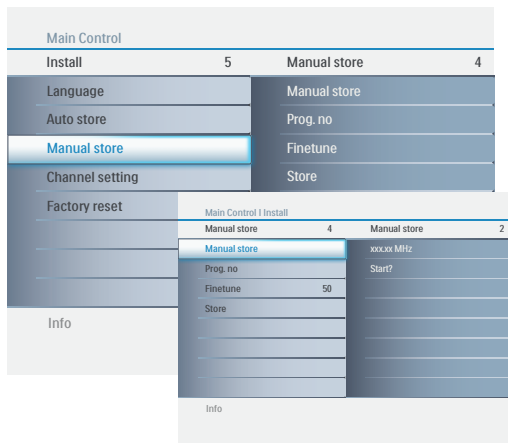 Main Control
Install 5 Manual store 4
Language Manual store
Auto store Prog. no
Manual store Finetune
Channel setting Store
Factory reset
Info
Main Control I Install
Manual store 4 Manual store 2
Manual store xxx.xx MHz
Prog. no Start?
Finetune 50
Store
Info